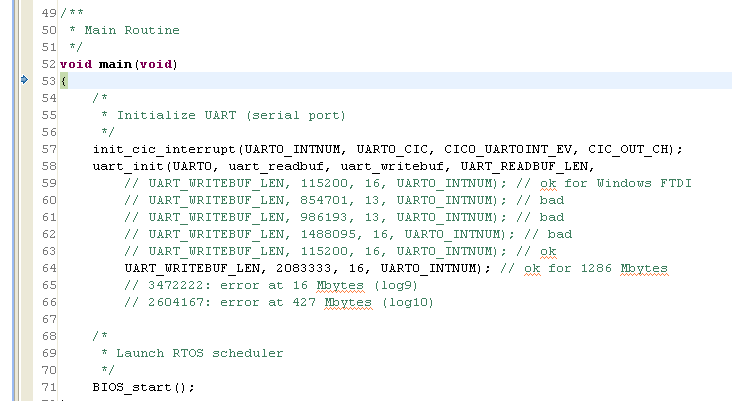 49 /**
50  * Main Routine
51  */
52 void main(void)
53 {
54     /*
55      * Initialize UART (serial port)
56      */
57     init_cic_interrupt(UART0_INTNUM, UART0_CIC, CIC0_UART0INT_EV, CIC_OUT_CH);
58     uart_init(UART0, uart_readbuf, uart_writebuf, UART_READBUF_LEN,
59         // UART_WRITEBUF_LEN, 115200, 16, UART0_INTNUM); // ok for Windows FTDI
60         // UART_WRITEBUF_LEN, 854701, 13, UART0_INTNUM); // bad
61         // UART_WRITEBUF_LEN, 986193, 13, UART0_INTNUM); // bad
62         // UART_WRITEBUF_LEN, 1488095, 16, UART0_INTNUM); // bad
63         // UART_WRITEBUF_LEN, 115200, 16, UART0_INTNUM); // ok
64         UART_WRITEBUF_LEN, 2083333, 16, UART0_INTNUM); // ok for 1286 Mbytes
65         // 3472222: error at 16 Mbytes (log9)
66         // 2604167: error at 427 Mbytes (log10)
67
68     /*
69      * Launch RTOS scheduler
70      */
71     BIOS_start();